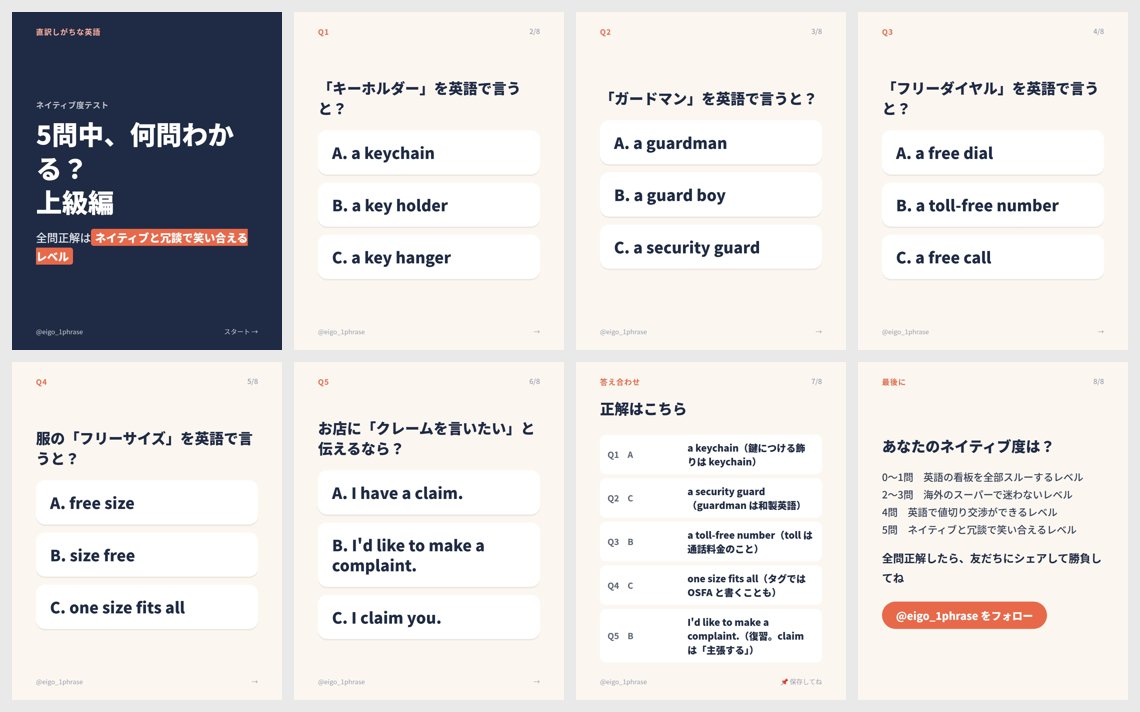 直訳しがちな英語
ネイティブ度テスト
5問中、何問わか
る？
上級編
全問正解は ネイティブと冗談で笑い合える
レベル
@eigo_1phrase
スタート →
Q1
2/8
「キーホルダー」を英語で言う
と？
A. a keychain
B. a key holder
C. a key hanger
@eigo_1phrase
→
Q2
3/8
「ガードマン」を英語で言うと？
A. a guardman
B. a guard boy
C. a security guard
@eigo_1phrase
→
Q3
4/8
「フリーダイヤル」を英語で言う
と？
A. a free dial
B. a toll-free number
C. a free call
@eigo_1phrase
→
Q4
5/8
服の「フリーサイズ」を英語で言
うと？
A. free size
B. size free
C. one size fits all
@eigo_1phrase
→
Q5
6/8
お店に「クレームを言いたい」と
伝えるなら？
A. I have a claim.
B. I'd like to make a
complaint.
C. I claim you.
@eigo_1phrase
→
答え合わせ
7/8
正解はこちら
Q1 A
a keychain（鍵につける飾
りは keychain）
Q2 C
a security guard
（guardman は和製英語）
Q3 B
a toll-free number（toll は
通話料金のこと）
Q4 C
one size fits all（タグでは
OSFA と書くことも）
Q5 B
I'd like to make a
complaint.（復習。claim
は「主張する」）
@eigo_1phrase
📌 保存してね
最後に
8/8
あなたのネイティブ度は？
0〜1問 英語の看板を全部スルーするレベル
2〜3問 海外のスーパーで迷わないレベル
4問 英語で値切り交渉ができるレベル
5問 ネイティブと冗談で笑い合えるレベル
全問正解したら、友だちにシェアして勝負し
てね
@eigo_1phrase をフォロー